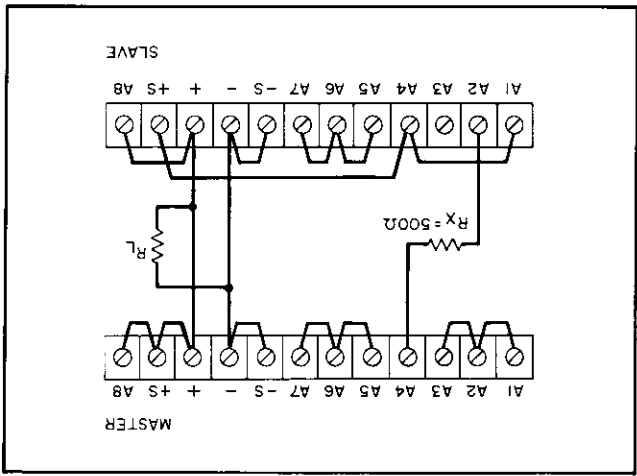 MASTER
A1 A2 A3 A4 A5 A6 A7 -S - + +S A8
RX = 500Ω
RL
A1 A2 A3 A4 A5 A6 A7 -S - + +S A8
SLAVE